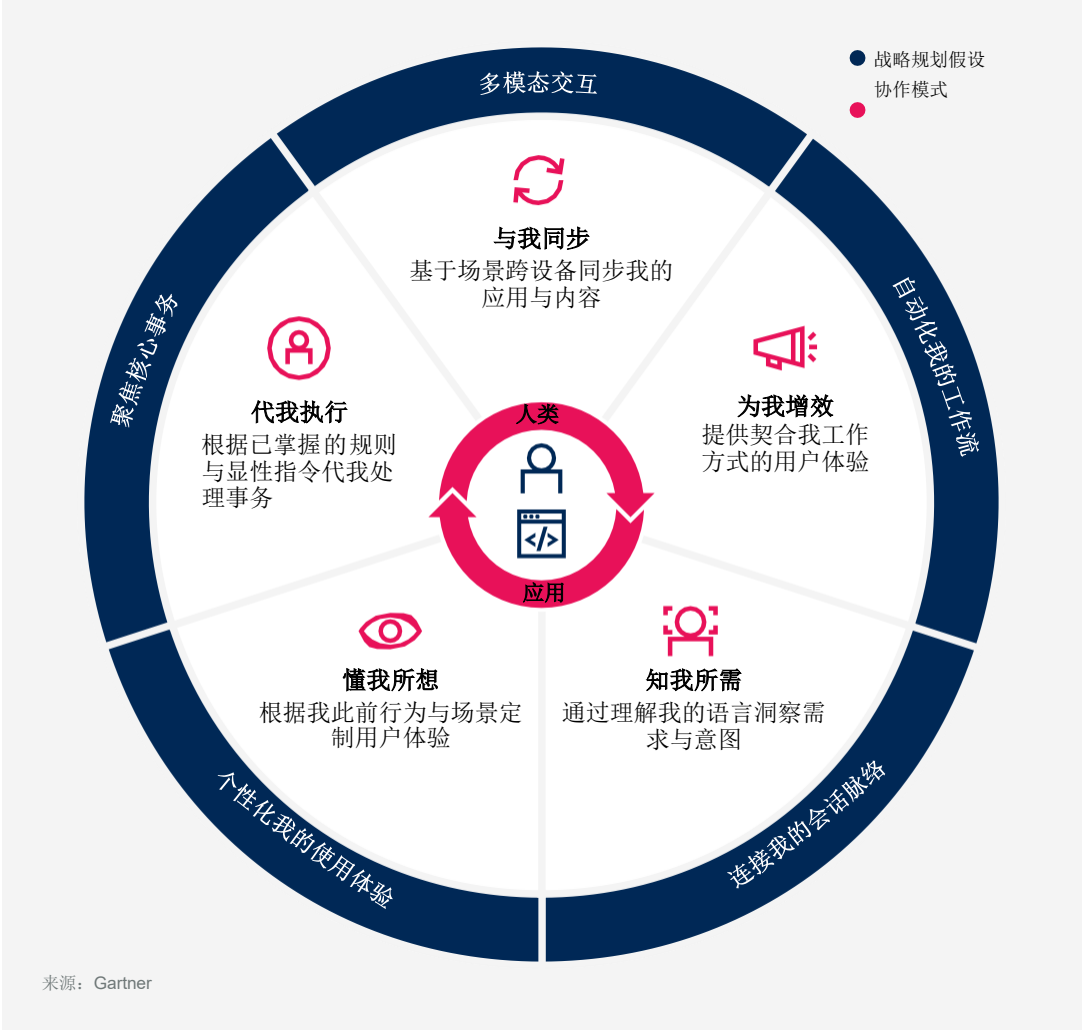 战略规划假设
协作模式
多模态交互
与我同步
基于场景跨设备同步我的
应用与内容
聚焦核心事务
代我执行
根据已掌握的规则
与显性指令代我处
理事务
自动化我的工作流
为我增效
提供契合我工作
方式的用户体验
人类
</>
应用
懂我所想
根据我此前行为与场景定
制用户体验
知我所需
通过理解我的语言洞察需
求与意图
个性化我的使用体验
连接我的会话脉络
来源：Gartner